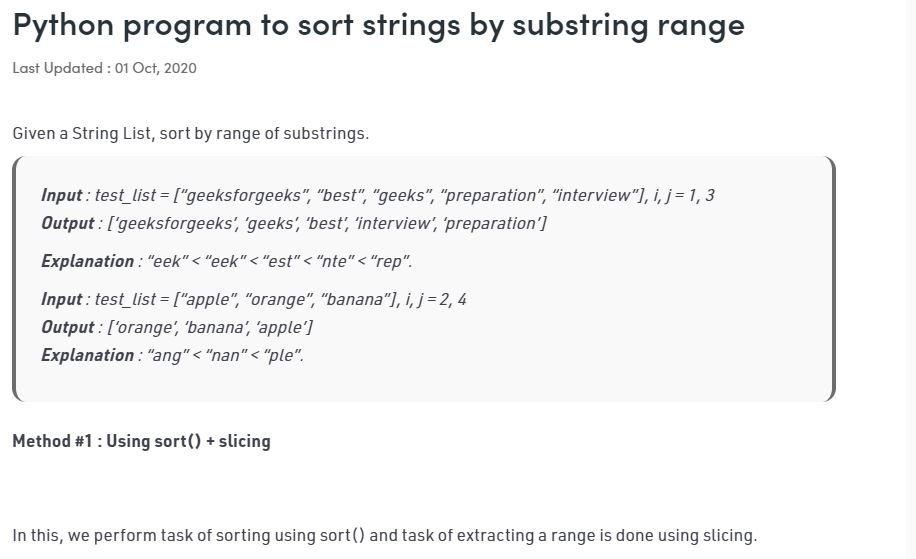 Python program to sort strings by substring range
Last Updated : 01 Oct, 2020
Given a String List, sort by range of substrings.
Input : test_list = [“geeksforgeeks”, “best”, “geeks”, “preparation”, “interview”], i, j = 1, 3
Output : [‘geeksforgeeks’, ‘geeks’, ‘best’, ‘interview’, ‘preparation’]
Explanation : “eek” < “eek” < “est” < “nte” < “rep”.
Input : test_list = [“apple”, “orange”, “banana”], i, j = 2, 4
Output : [‘orange’, ‘banana’, ‘apple’]
Explanation : “ang” < “nan” < “ple”.
Method #1 : Using sort() + slicing
In this, we perform task of sorting using sort() and task of extracting a range is done using slicing.